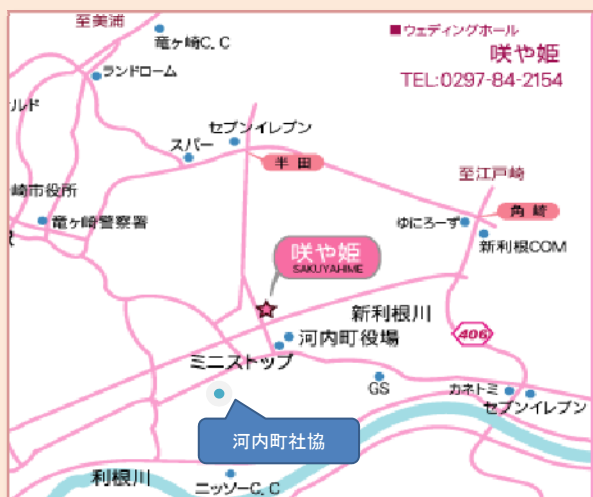 至美浦
■ウェディングホール
咲や姫
TEL:0297-84-2154
竜ヶ崎C.C
ランドローム
ルド
セブンイレブン
スパー
半田
至江戸崎
崎市役所
角崎
竜ヶ崎警察署
ゆにろーず
新利根COM
咲や姫
SAKUYAHIME
新利根川
406
河内町役場
ミニストップ
GS
カネトミ
セブンイレブン
河内町社協
利根川
ニッソーC.C